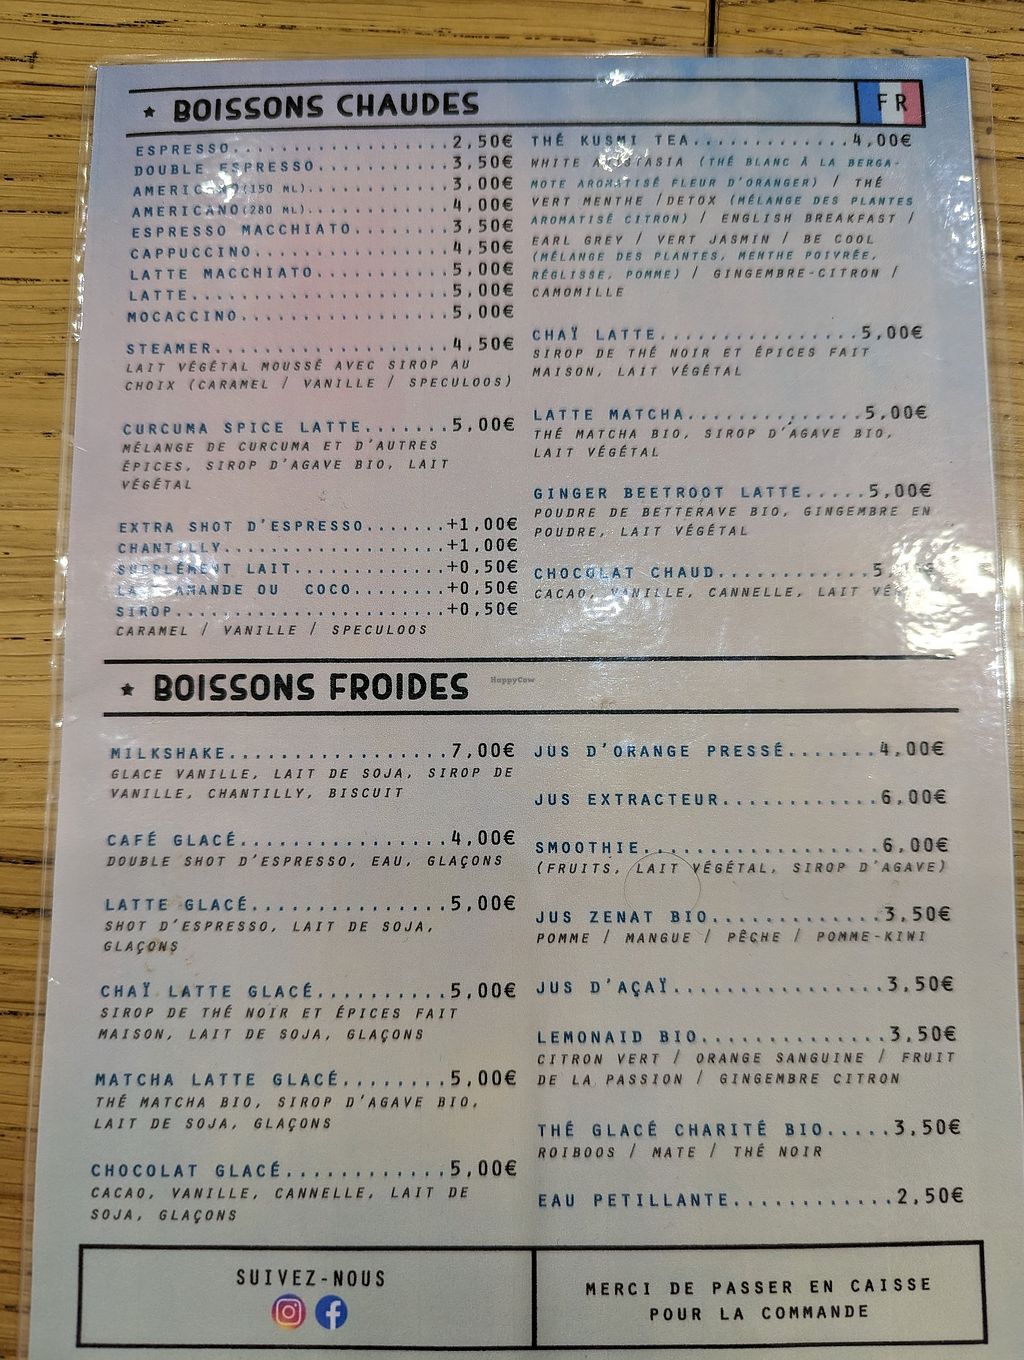 ★ BOISSONS CHAUDES
FR
ESPRESSO....................2,50€
DOUBLE ESPRESSO.............3,50€
AMERICANO(150 ML)...........3,00€
AMERICANO(280 ML)...........4,00€
ESPRESSO MACCHIATO.......3,50€
CAPPUCCINO................4,50€
LATTE MACCHIATO...........5,00€
LATTE....................5,00€
MOCACCINO................5,00€
STEAMER..................4,50€
LAIT VÉGÉTAL MOUSSÉ AVEC SIROP AU
CHOIX (CARAMEL / VANILLE / SPECULOOS)
CURCUMA SPICE LATTE......5,00€
MÉLANGE DE CURCUMA ET D'AUTRES
ÉPICES, SIROP D'AGAVE BIO, LAIT
VÉGÉTAL
EXTRA SHOT D'ESPRESSO.......+1,00€
CHANTILLY...................+1,00€
SUPPLÉMENT LAIT.............+0,50€
AMANDE OU COCO........+0,50€
SIROP.......................+0,50€
CARAMEL / VANILLE / SPECULOOS
THÉ KUSMI TEA............4,00€
WHITE ANASTASIA (THÉ BLANC À LA BERGA-
MOTE AROMATISÉ FLEUR D'ORANGER) / THÉ
VERT MENTHE /DETOX (MÉLANGE DES PLANTES
AROMATISÉ CITRON) / ENGLISH BREAKFAST /
EARL GREY / VERT JASMIN / BE COOL
(MÉLANGE DES PLANTES, MENTHE POIVRÉE,
RÉGLISSE, POMME) / GINGEMBRE-CITRON /
CAMOMILLE
CHAÏ LATTE................5,00€
SIROP DE THÉ NOIR ET ÉPICES FAIT
MAISON, LAIT VÉGÉTAL
LATTE MATCHA..............5,00€
THÉ MATCHA BIO, SIROP D'AGAVE BIO,
LAIT VÉGÉTAL
GINGER BEETROOT LATTE.....5,00€
POUDRE DE BETTERAVE BIO, GINGEMBRE EN
POUDRE, LAIT VÉGÉTAL
CHOCOLAT CHAUD............
CACAO, VANILLE, CANNELLE, LAIT
★ BOISSONS FROIDES
HappyCow
MILKSHAKE.................7,00€
GLACE VANILLE, LAIT DE SOJA, SIROP DE
VANILLE, CHANTILLY, BISCUIT
CAFÉ GLACÉ................4,00€
DOUBLE SHOT D'ESPRESSO, EAU, GLAÇONS
LATTE GLACÉ...............5,00€
SHOT D'ESPRESSO, LAIT DE SOJA,
GLAÇONS
CHAÏ LATTE GLACÉ..........5,00€
SIROP DE THÉ NOIR ET ÉPICES FAIT
MAISON, LAIT DE SOJA, GLAÇONS
MATCHA LATTE GLACÉ........5,00€
THÉ MATCHA BIO, SIROP D'AGAVE BIO,
LAIT DE SOJA, GLAÇONS
CHOCOLAT GLACÉ............5,00€
CACAO, VANILLE, CANNELLE, LAIT DE
SOJA, GLAÇONS
JUS D'ORANGE PRESSÉ.......4,00€
JUS EXTRACTEUR............6,00€
SMOOTHIE..................6,00€
(FRUITS, LAIT VÉGÉTAL, SIROP D'AGAVE)
JUS ZENAT BIO.............3,50€
POMME / MANGUE / PÊCHE / POMME-KIWI
JUS D'AÇAÏ................3,50€
LEMONAID BIO..............3,50€
CITRON VERT / ORANGE SANGUINE / FRUIT
DE LA PASSION / GINGEMBRE CITRON
THÉ GLACÉ CHARITÉ BIO.....3,50€
ROIBOOS / MATE / THÉ NOIR
EAU PETILLANTE............2,50€
SUIVEZ-NOUS
MERCI DE PASSER EN CAISSE
POUR LA COMMANDE